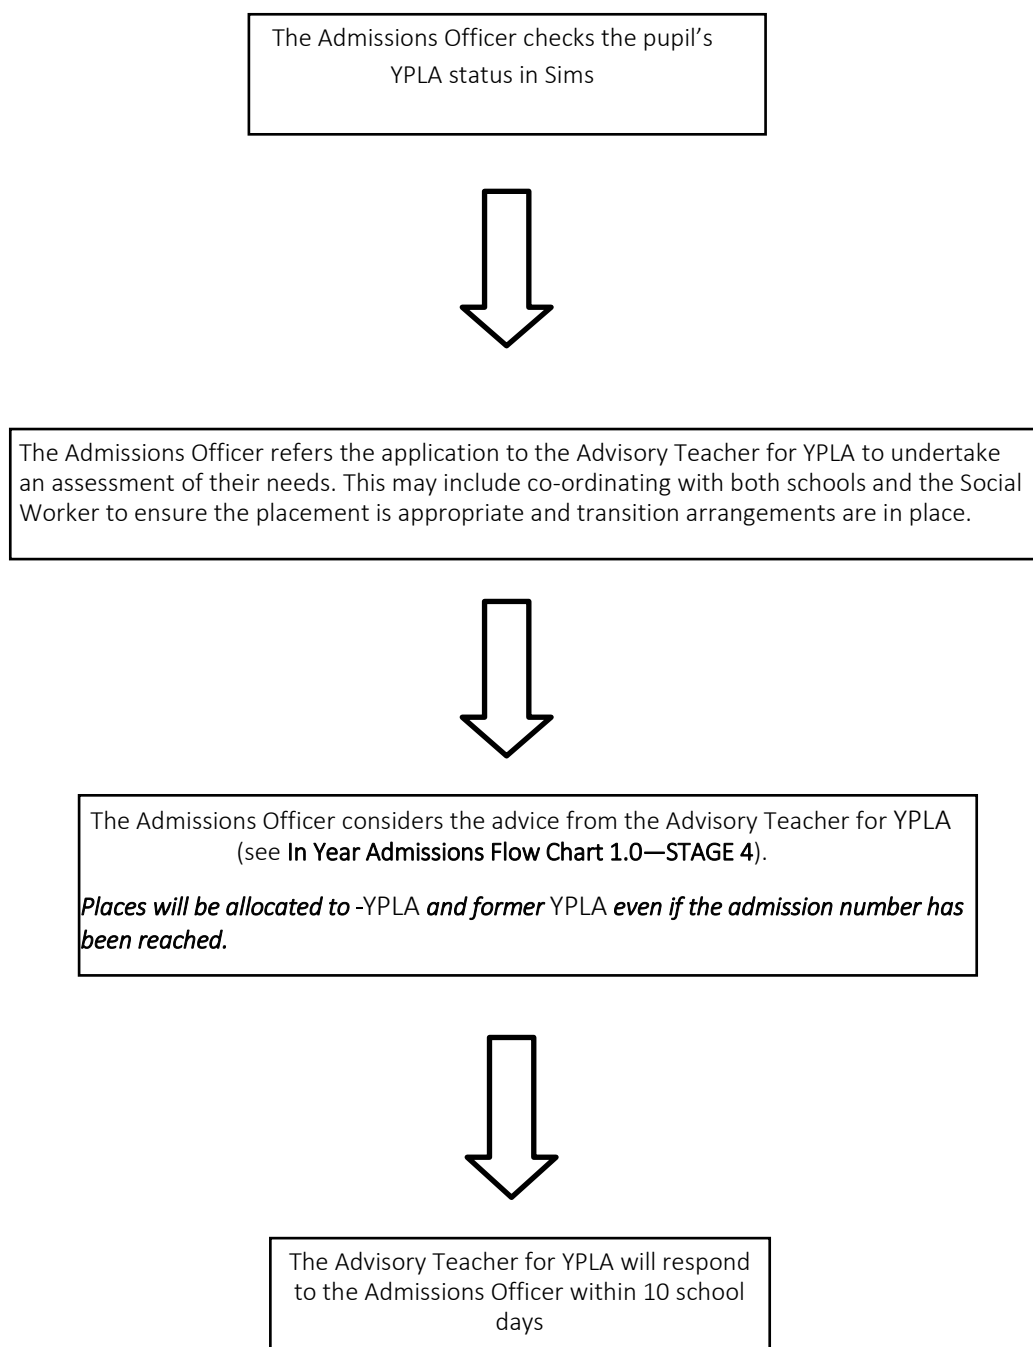 The Admissions Officer checks the pupil’s
YPLA status in Sims
The Admissions Officer refers the application to the Advisory Teacher for YPLA to undertake
an assessment of their needs. This may include co-ordinating with both schools and the Social
Worker to ensure the placement is appropriate and transition arrangements are in place.
The Admissions Officer considers the advice from the Advisory Teacher for YPLA
(see In Year Admissions Flow Chart 1.0—STAGE 4).
Places will be allocated to -YPLA and former YPLA even if the admission number has
been reached.
The Advisory Teacher for YPLA will respond
to the Admissions Officer within 10 school
days